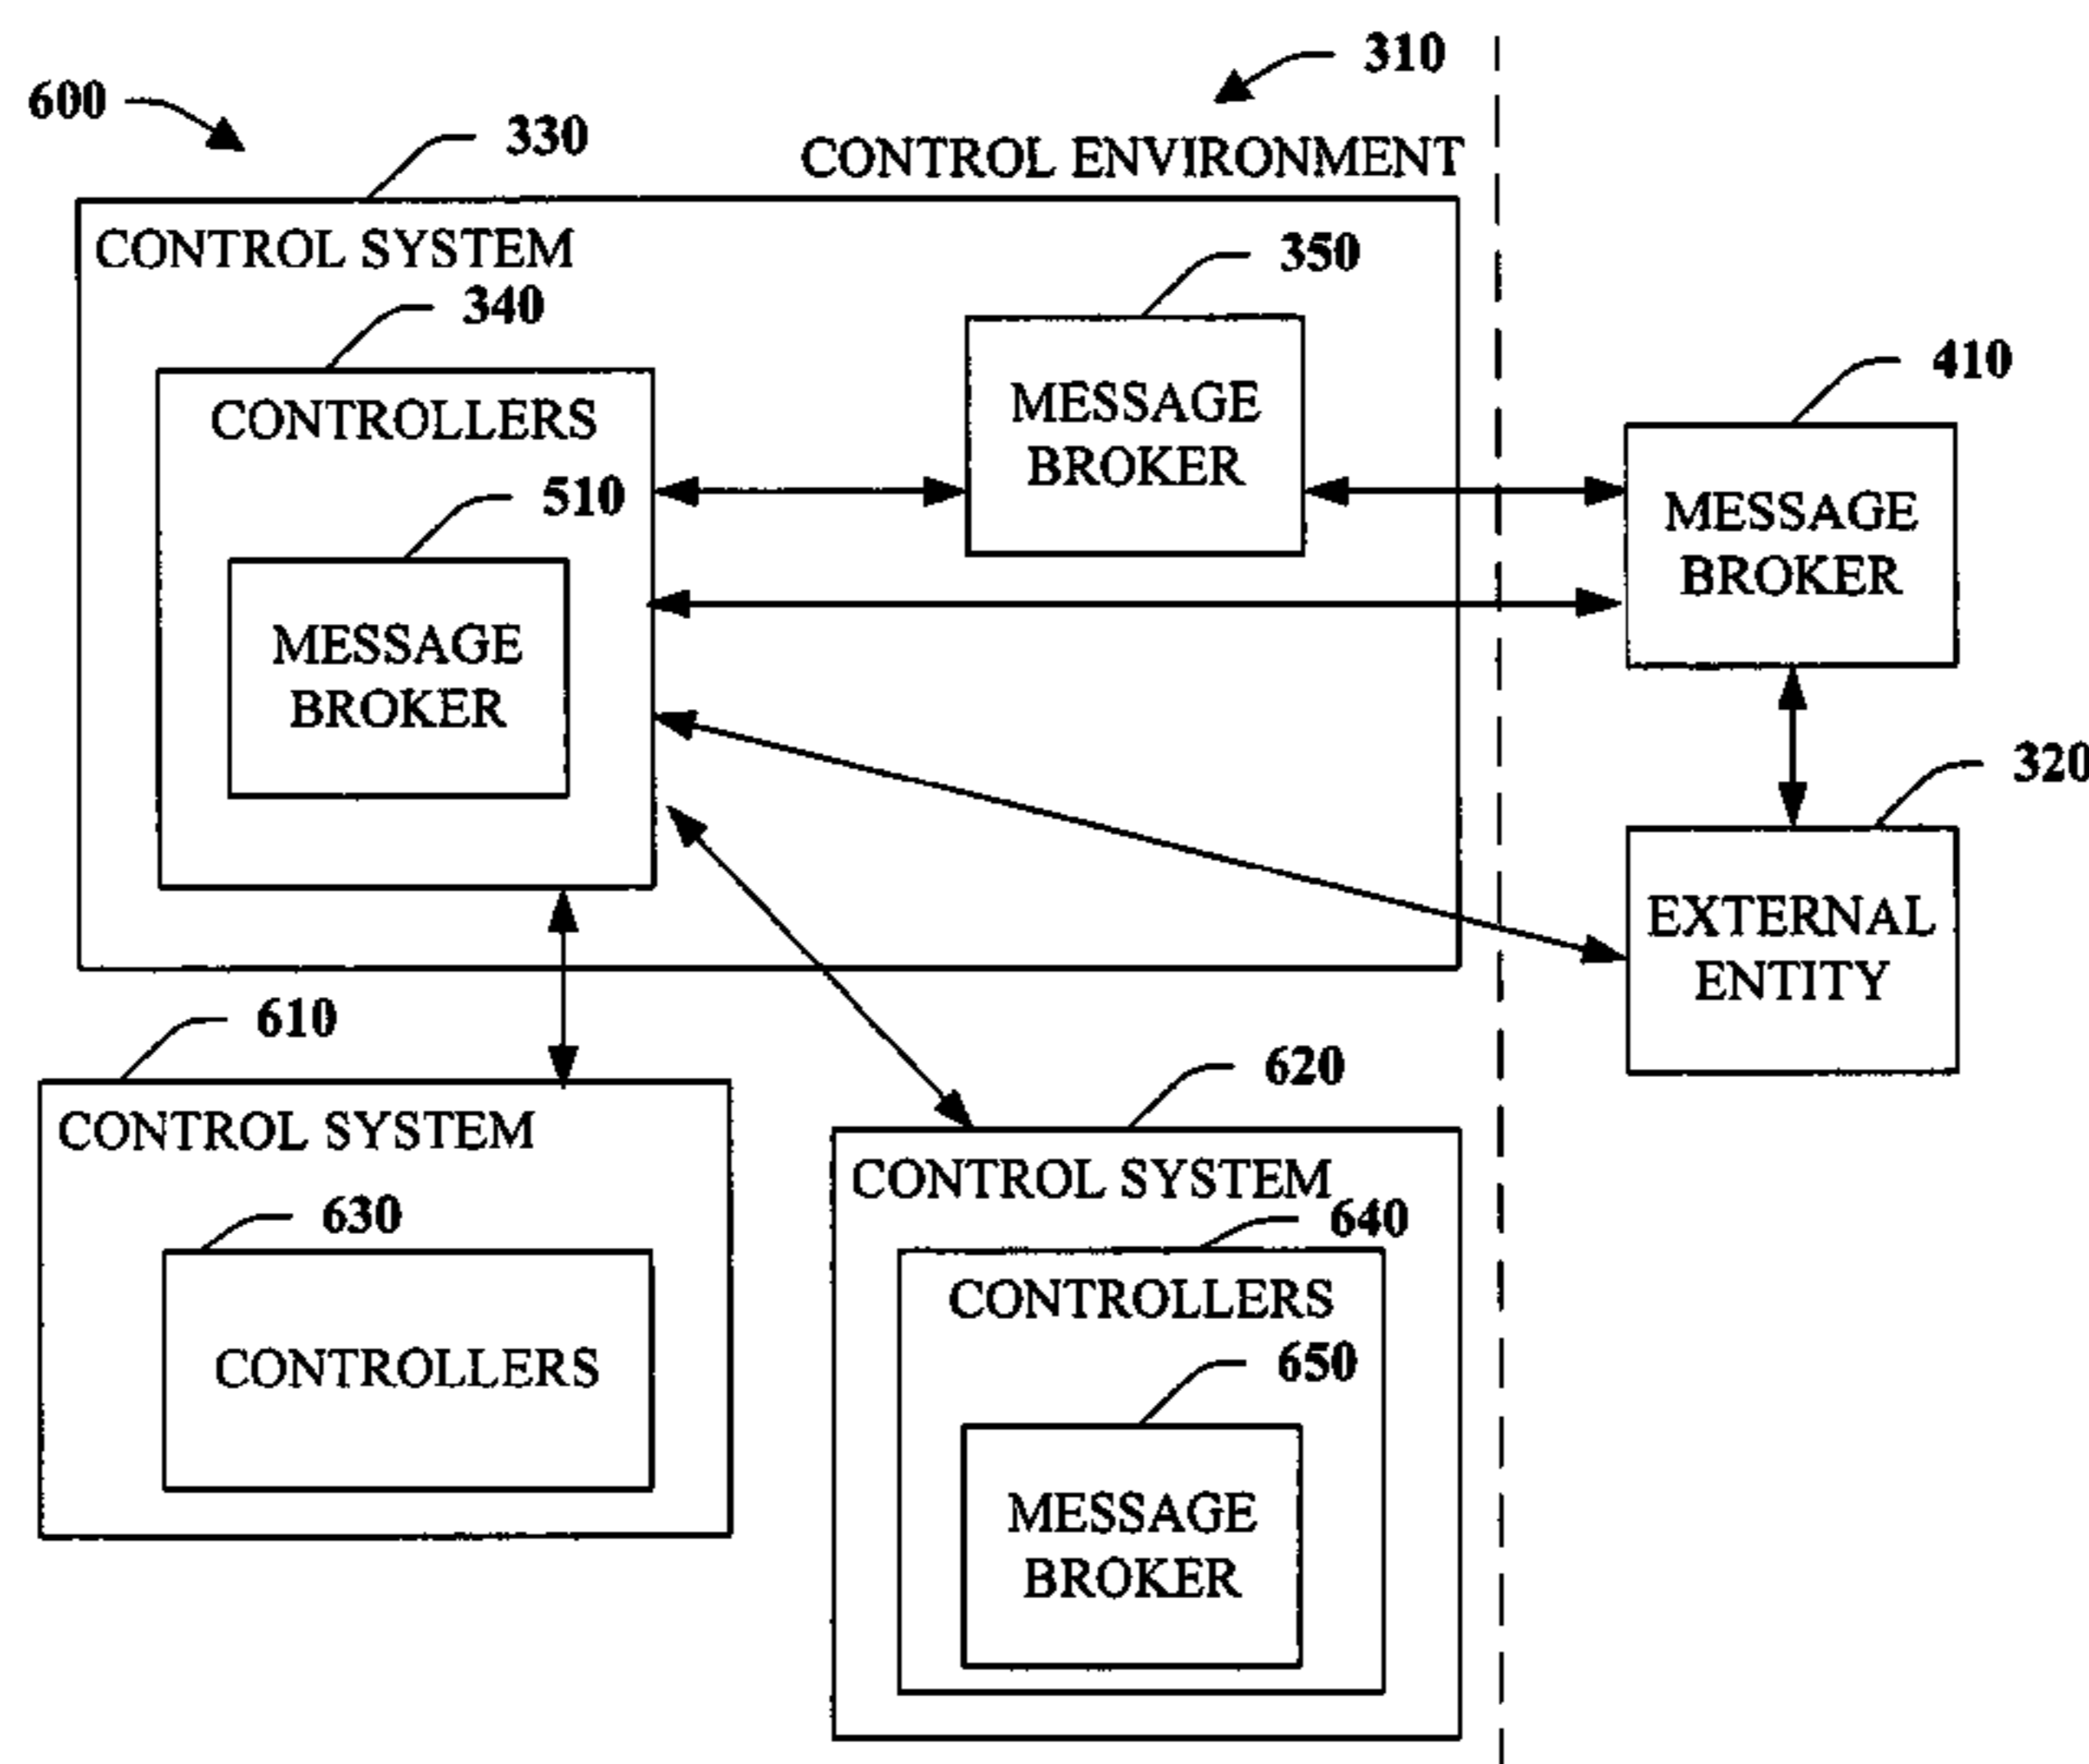 310
600
330
CONTROL ENVIRONMENT
CONTROL SYSTEM
350
340
410
CONTROLLERS
MESSAGE
BROKER
510
MESSAGE
BROKER
MESSAGE
BROKER
320
EXTERNAL
ENTITY
610
620
CONTROL SYSTEM
CONTROL SYSTEM
630
640
CONTROLLERS
CONTROLLERS
650
MESSAGE
BROKER